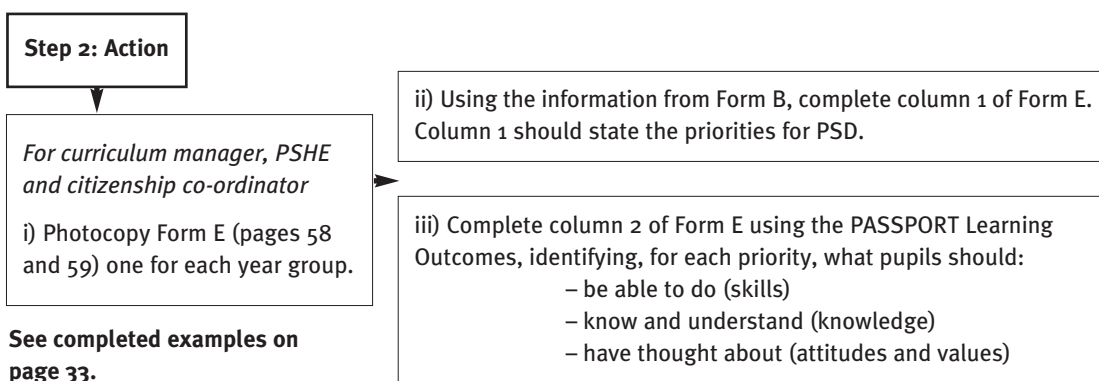 Step 2: Action
For curriculum manager, PSHE
and citizenship co-ordinator
i) Photocopy Form E (pages 58
and 59) one for each year group.
See completed examples on
page 33.
ii) Using the information from Form B, complete column 1 of Form E.
Column 1 should state the priorities for PSD.
iii) Complete column 2 of Form E using the PASSPORT Learning
Outcomes, identifying, for each priority, what pupils should:
– be able to do (skills)
– know and understand (knowledge)
– have thought about (attitudes and values)